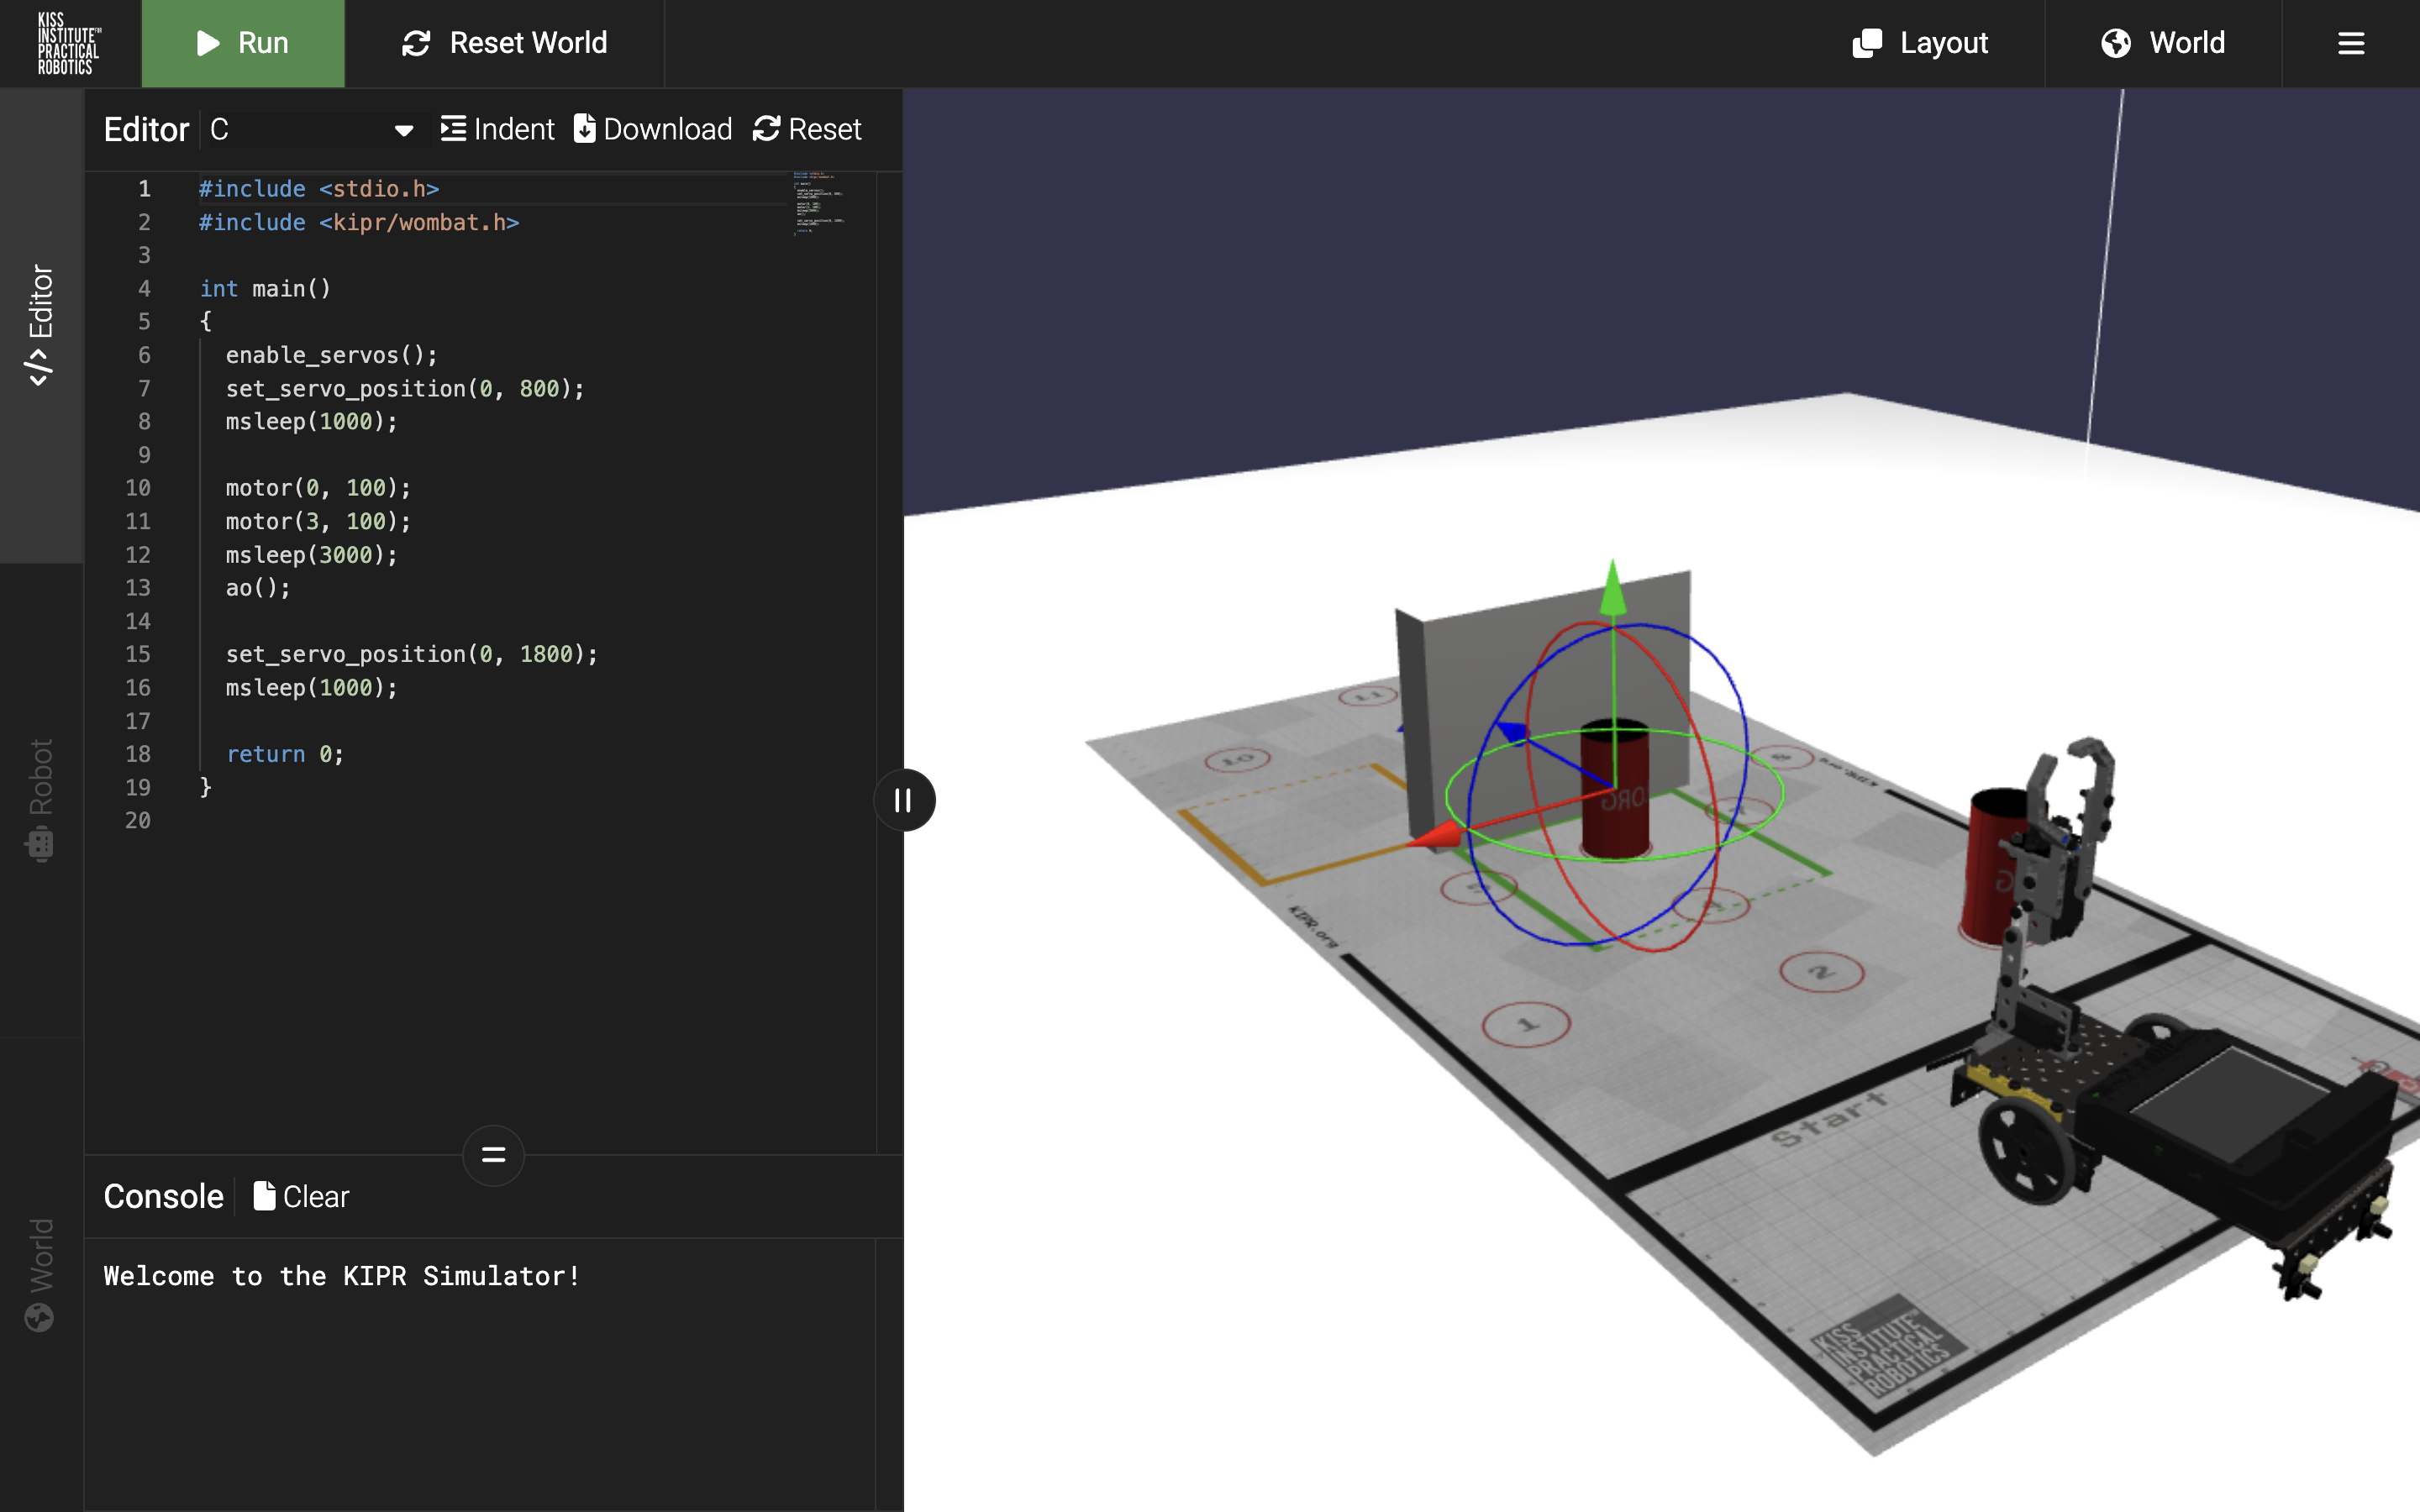 KISS
INSTITUTE FOR
PRACTICAL
ROBOTICS
Run
Reset World
Layout
World
Editor
Robot
World
Editor
C
Indent
Download
Reset
1 #include <stdio.h>
2 #include <kipr/wombat.h>
3
4 int main()
5 {
6 enable_servos();
7 set_servo_position(0, 800);
8 msleep(1000);
9
10 motor(0, 100);
11 motor(3, 100);
12 msleep(3000);
13 ao();
14
15 set_servo_position(0, 1800);
16 msleep(1000);
17
18 return 0;
19 }
20
Console
Clear
Welcome to the KIPR Simulator!
11
10
8
ORG
G
KIPR.org
2
1
Start
KISS
INSTITUTE
PRACTICAL
ROBOTICS